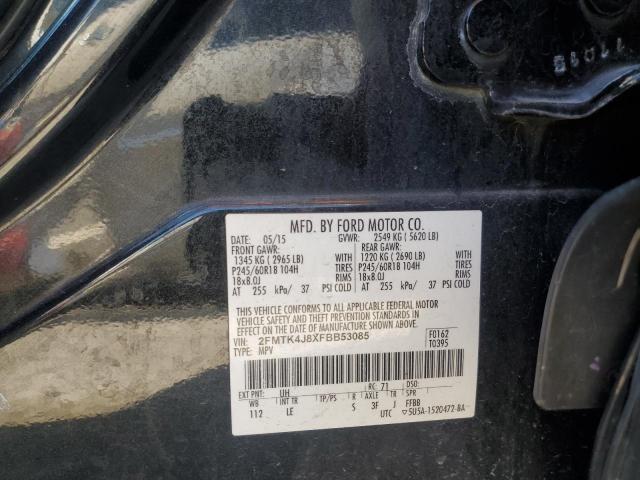 MFD. BY FORD MOTOR CO.
DATE: 05/15 GVWR: 2549 KG ( 5620 LB)
FRONT GAWR: REAR GAWR:
1345 KG ( 2965 LB) WITH 1220 KG ( 2690 LB) WITH
P245/60R18 104H TIRES P245/60R18 104H TIRES
18x8.0J RIMS 18x8.0J RIMS
AT 255 kPa/ 37 PSI COLD AT 255 kPa/ 37 PSI COLD
THIS VEHICLE CONFORMS TO ALL APPLICABLE FEDERAL MOTOR
VEHICLE SAFETY AND THEFT PREVENTION STANDARDS IN
EFFECT ON THE DATE OF MANUFACTURE SHOWN ABOVE.
VIN: 2FMTK4J8XFBB53085 F0162
TYPE: MPV T0395
EXT PNT: UH RC: 71 DSO:
WB INT TR TP/PS R AXLE TR SPR
112 LE S 3F J FFBB
UTC 5U5A-1520472-BA